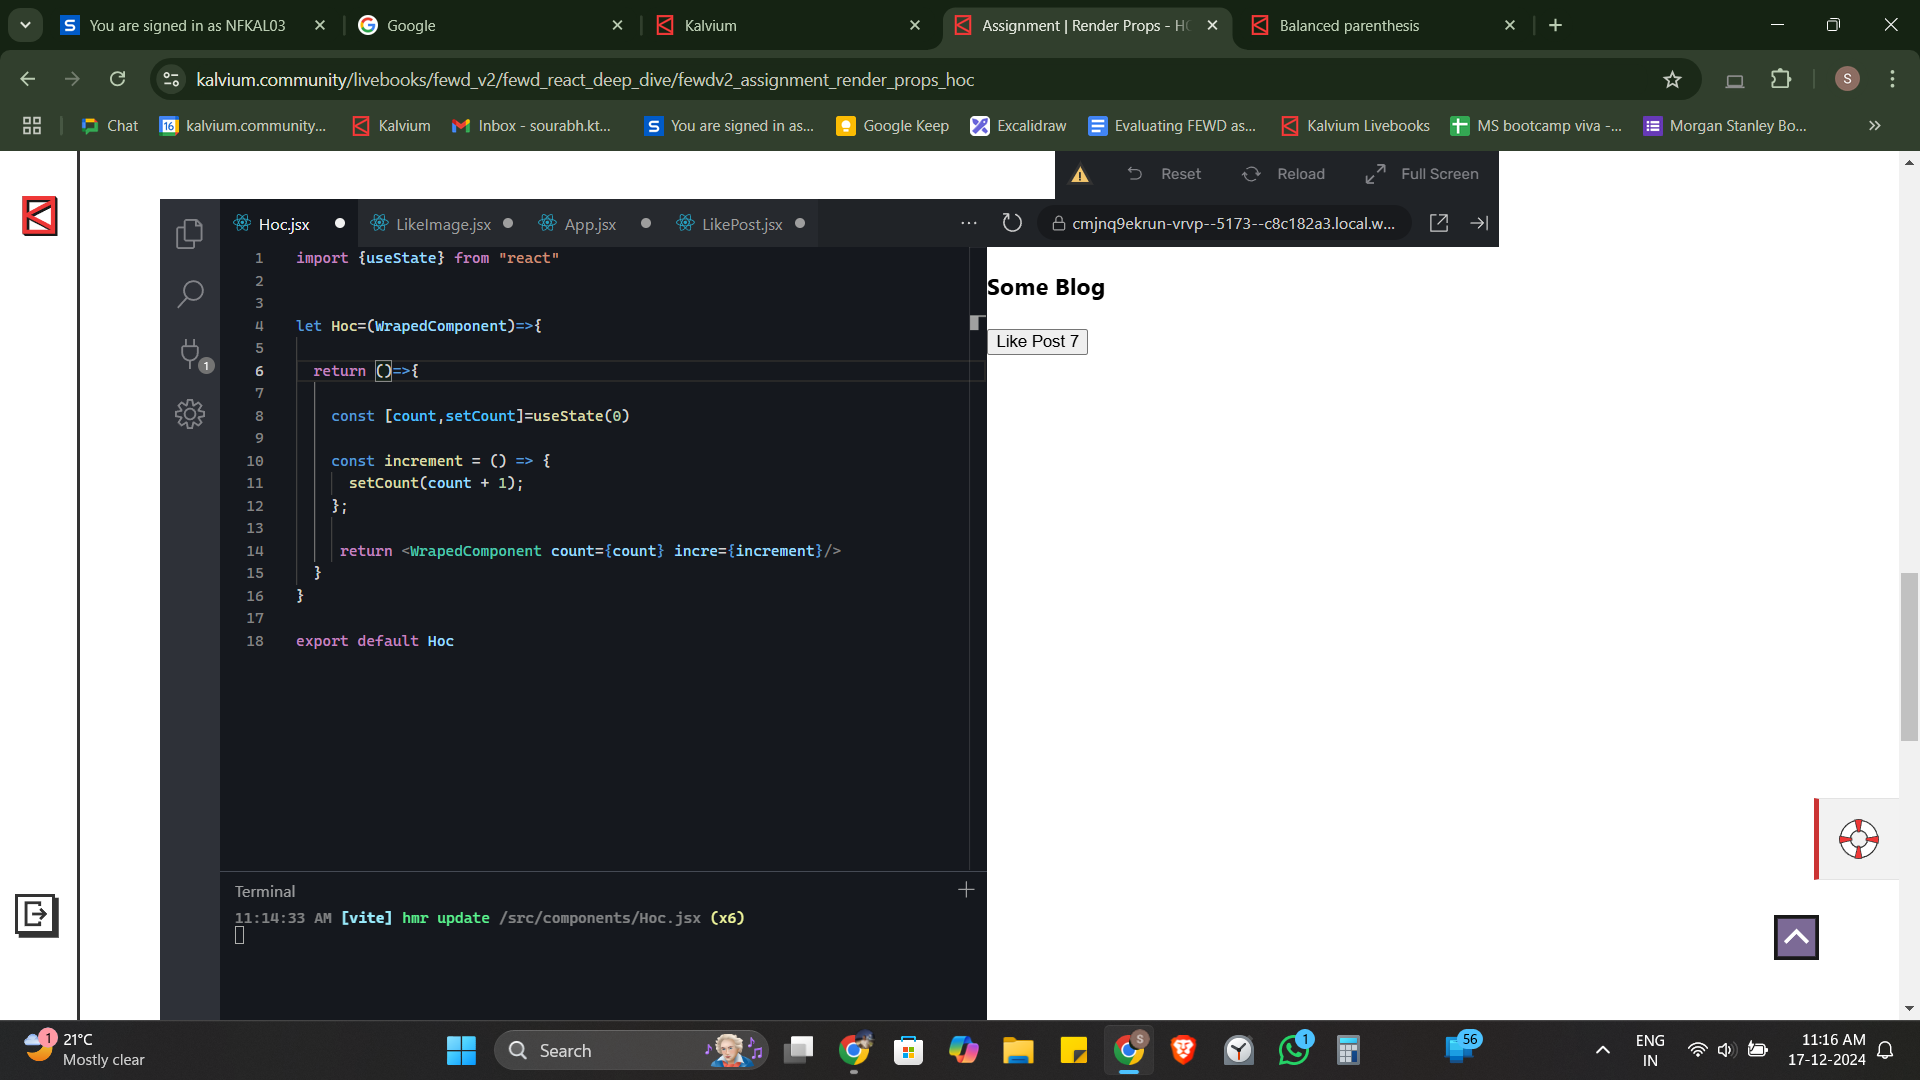 You are signed in as NFKAL03
Google
Kalvium
Assignment | Render Props - HO
Balanced parenthesis
kalvium.community/livebooks/fewd_v2/fewd_react_deep_dive/fewdv2_assignment_render_props_hoc
S
Chat
16
kalvium.community...
Kalvium
Inbox - sourabh.kt...
You are signed in as...
Google Keep
Excalidraw
Evaluating FEWD as...
Kalvium Livebooks
MS bootcamp viva -...
Morgan Stanley Bo...
Reset
Reload
Full Screen
Hoc.jsx
LikeImage.jsx
App.jsx
LikePost.jsx
cmjnq9ekrun-vrvp--5173--c8c182a3.local.w...
1 import {useState} from "react"
2
3
4 let Hoc=(WrapedComponent)=>{
5
6 return ()=>{
7
8 const [count,setCount]=useState(0)
9
10 const increment = () => {
11 setCount(count + 1);
12 };
13
14 return <WrapedComponent count={count} incre={increment}/>
15 }
16 }
17
18 export default Hoc
1
Some Blog
Like Post 7
Terminal
11:14:33 AM [vite] hmr update /src/components/Hoc.jsx (x6)
1
21°C
Mostly clear
Search
S
1
56
ENG
IN
11:16 AM
17-12-2024